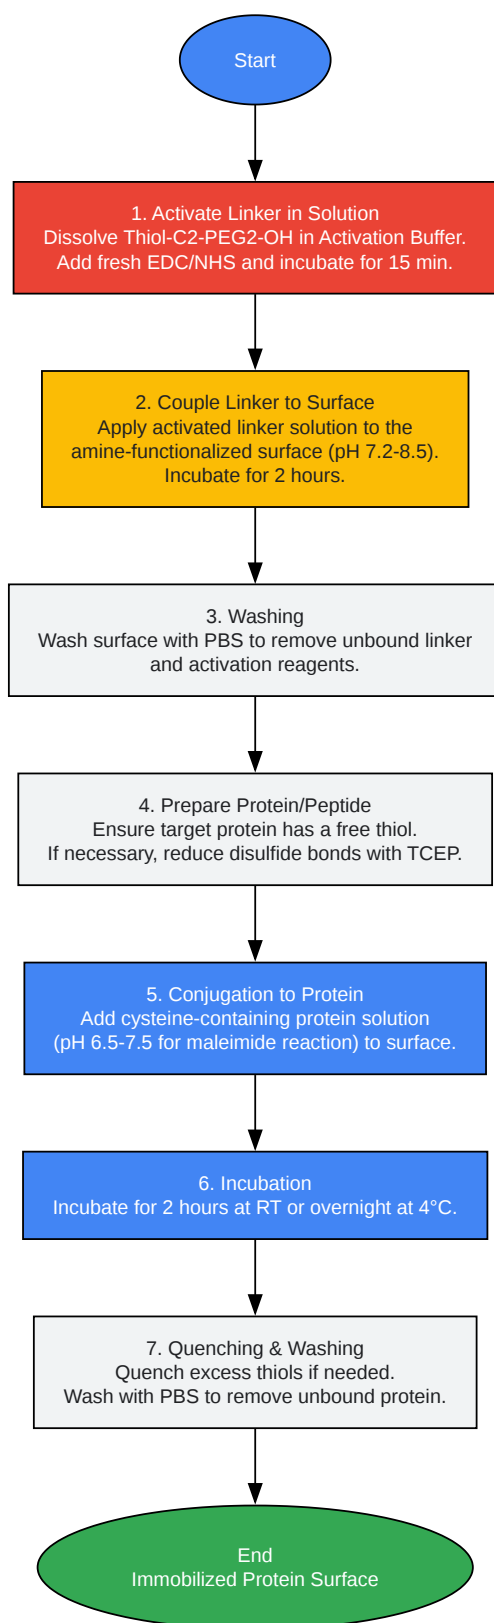 Start
1. Activate Linker in Solution
Dissolve Thiol-C2-PEG2-OH in Activation Buffer.
Add fresh EDC/NHS and incubate for 15 min.
2. Couple Linker to Surface
Apply activated linker solution to the
amine-functionalized surface (pH 7.2-8.5).
Incubate for 2 hours.
3. Washing
Wash surface with PBS to remove unbound linker
and activation reagents.
4. Prepare Protein/Peptide
Ensure target protein has a free thiol.
If necessary, reduce disulfide bonds with TCEP.
5. Conjugation to Protein
Add cysteine-containing protein solution
(pH 6.5-7.5 for maleimide reaction) to surface.
6. Incubation
Incubate for 2 hours at RT or overnight at 4°C.
7. Quenching & Washing
Quench excess thiols if needed.
Wash with PBS to remove unbound protein.
End
Immobilized Protein Surface